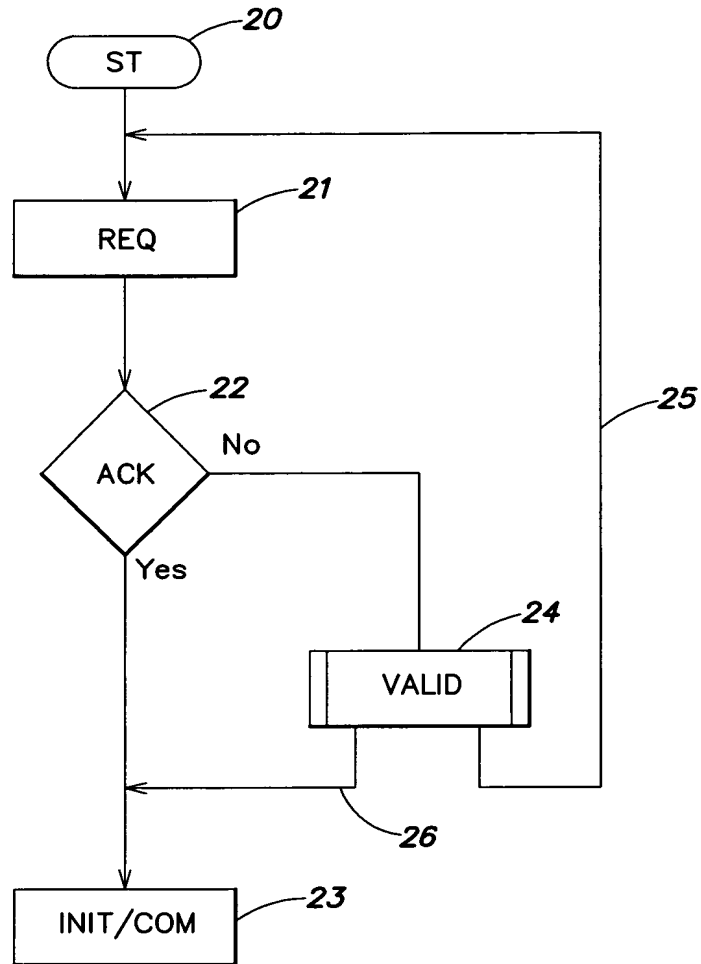 20
ST
21
REQ
22
No
25
ACK
Yes
24
VALID
26
23
INIT/COM